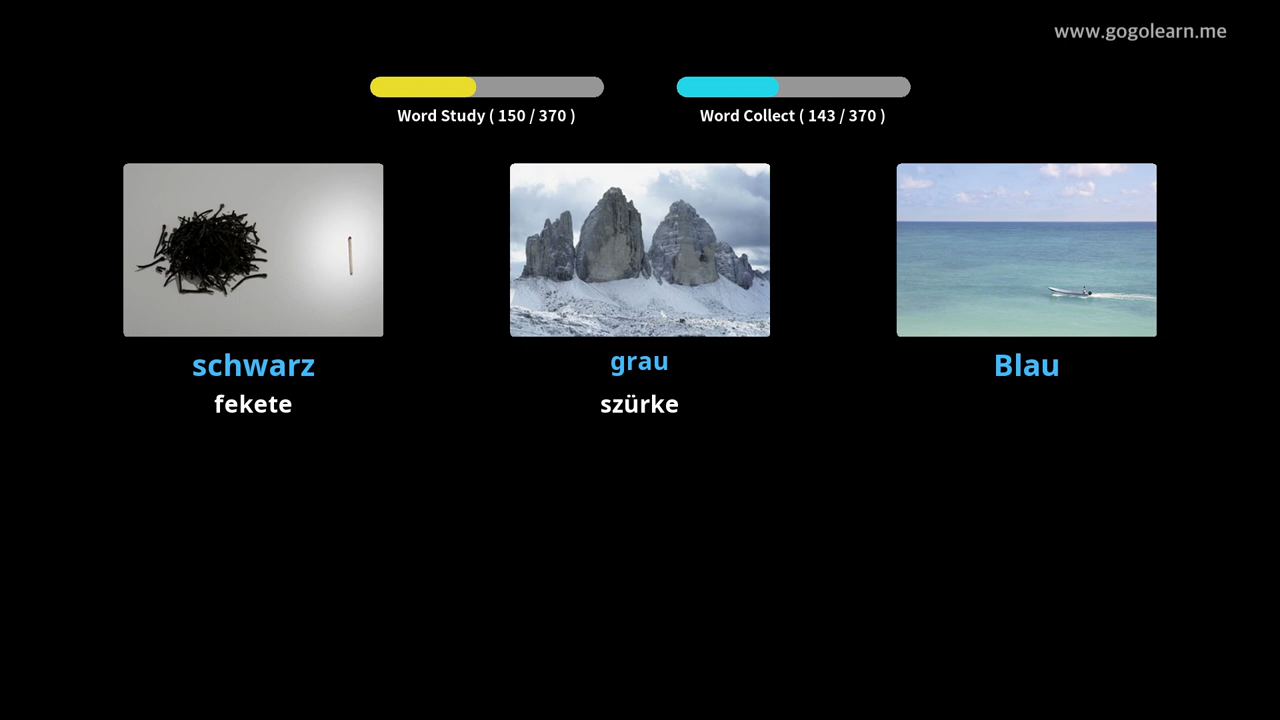 www.gogolearn.me
Word Study ( 150 / 370 )
Word Collect ( 143 / 370 )
schwarz
grau
Blau
fekete
szürke